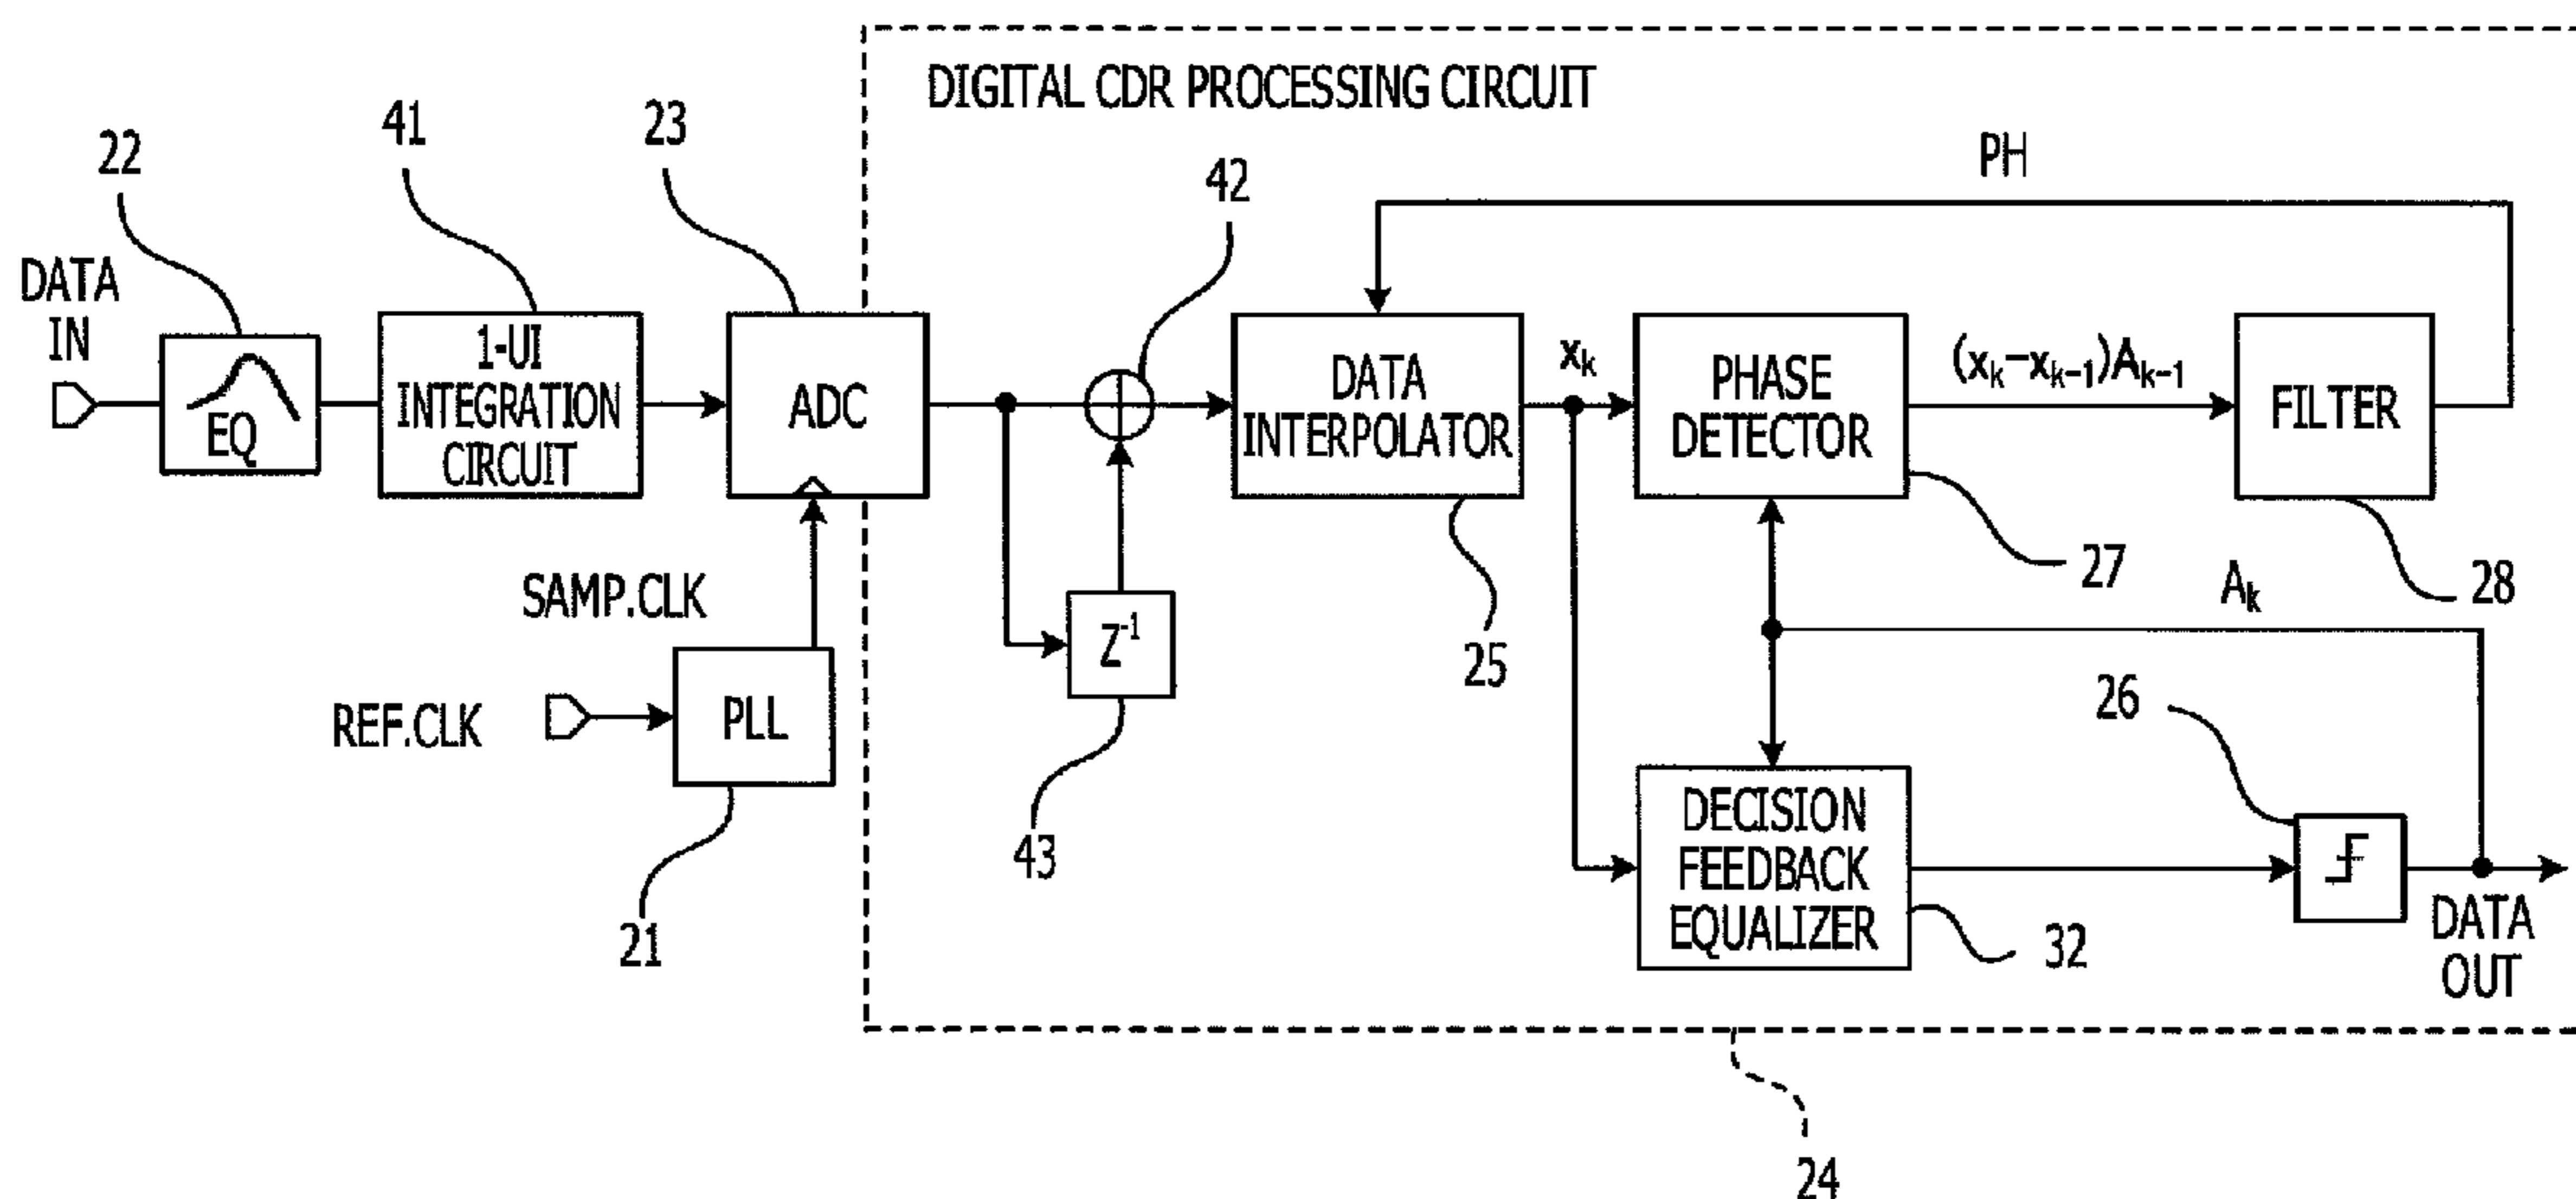 DIGITAL CDR PROCESSING CIRCUIT
22
41
23
42
PH
DATA
IN
EQ
1-UI
INTEGRATION
CIRCUIT
ADC
DATA
INTERPOLATOR
xₖ
PHASE
DETECTOR
(xₖ-xₖ₋₁)Aₖ₋₁
FILTER
SAMP.CLK
27
Aₖ
28
REF.CLK
PLL
Z⁻¹
25
26
21
43
DECISION
FEEDBACK
EQUALIZER
32
DATA
OUT
24